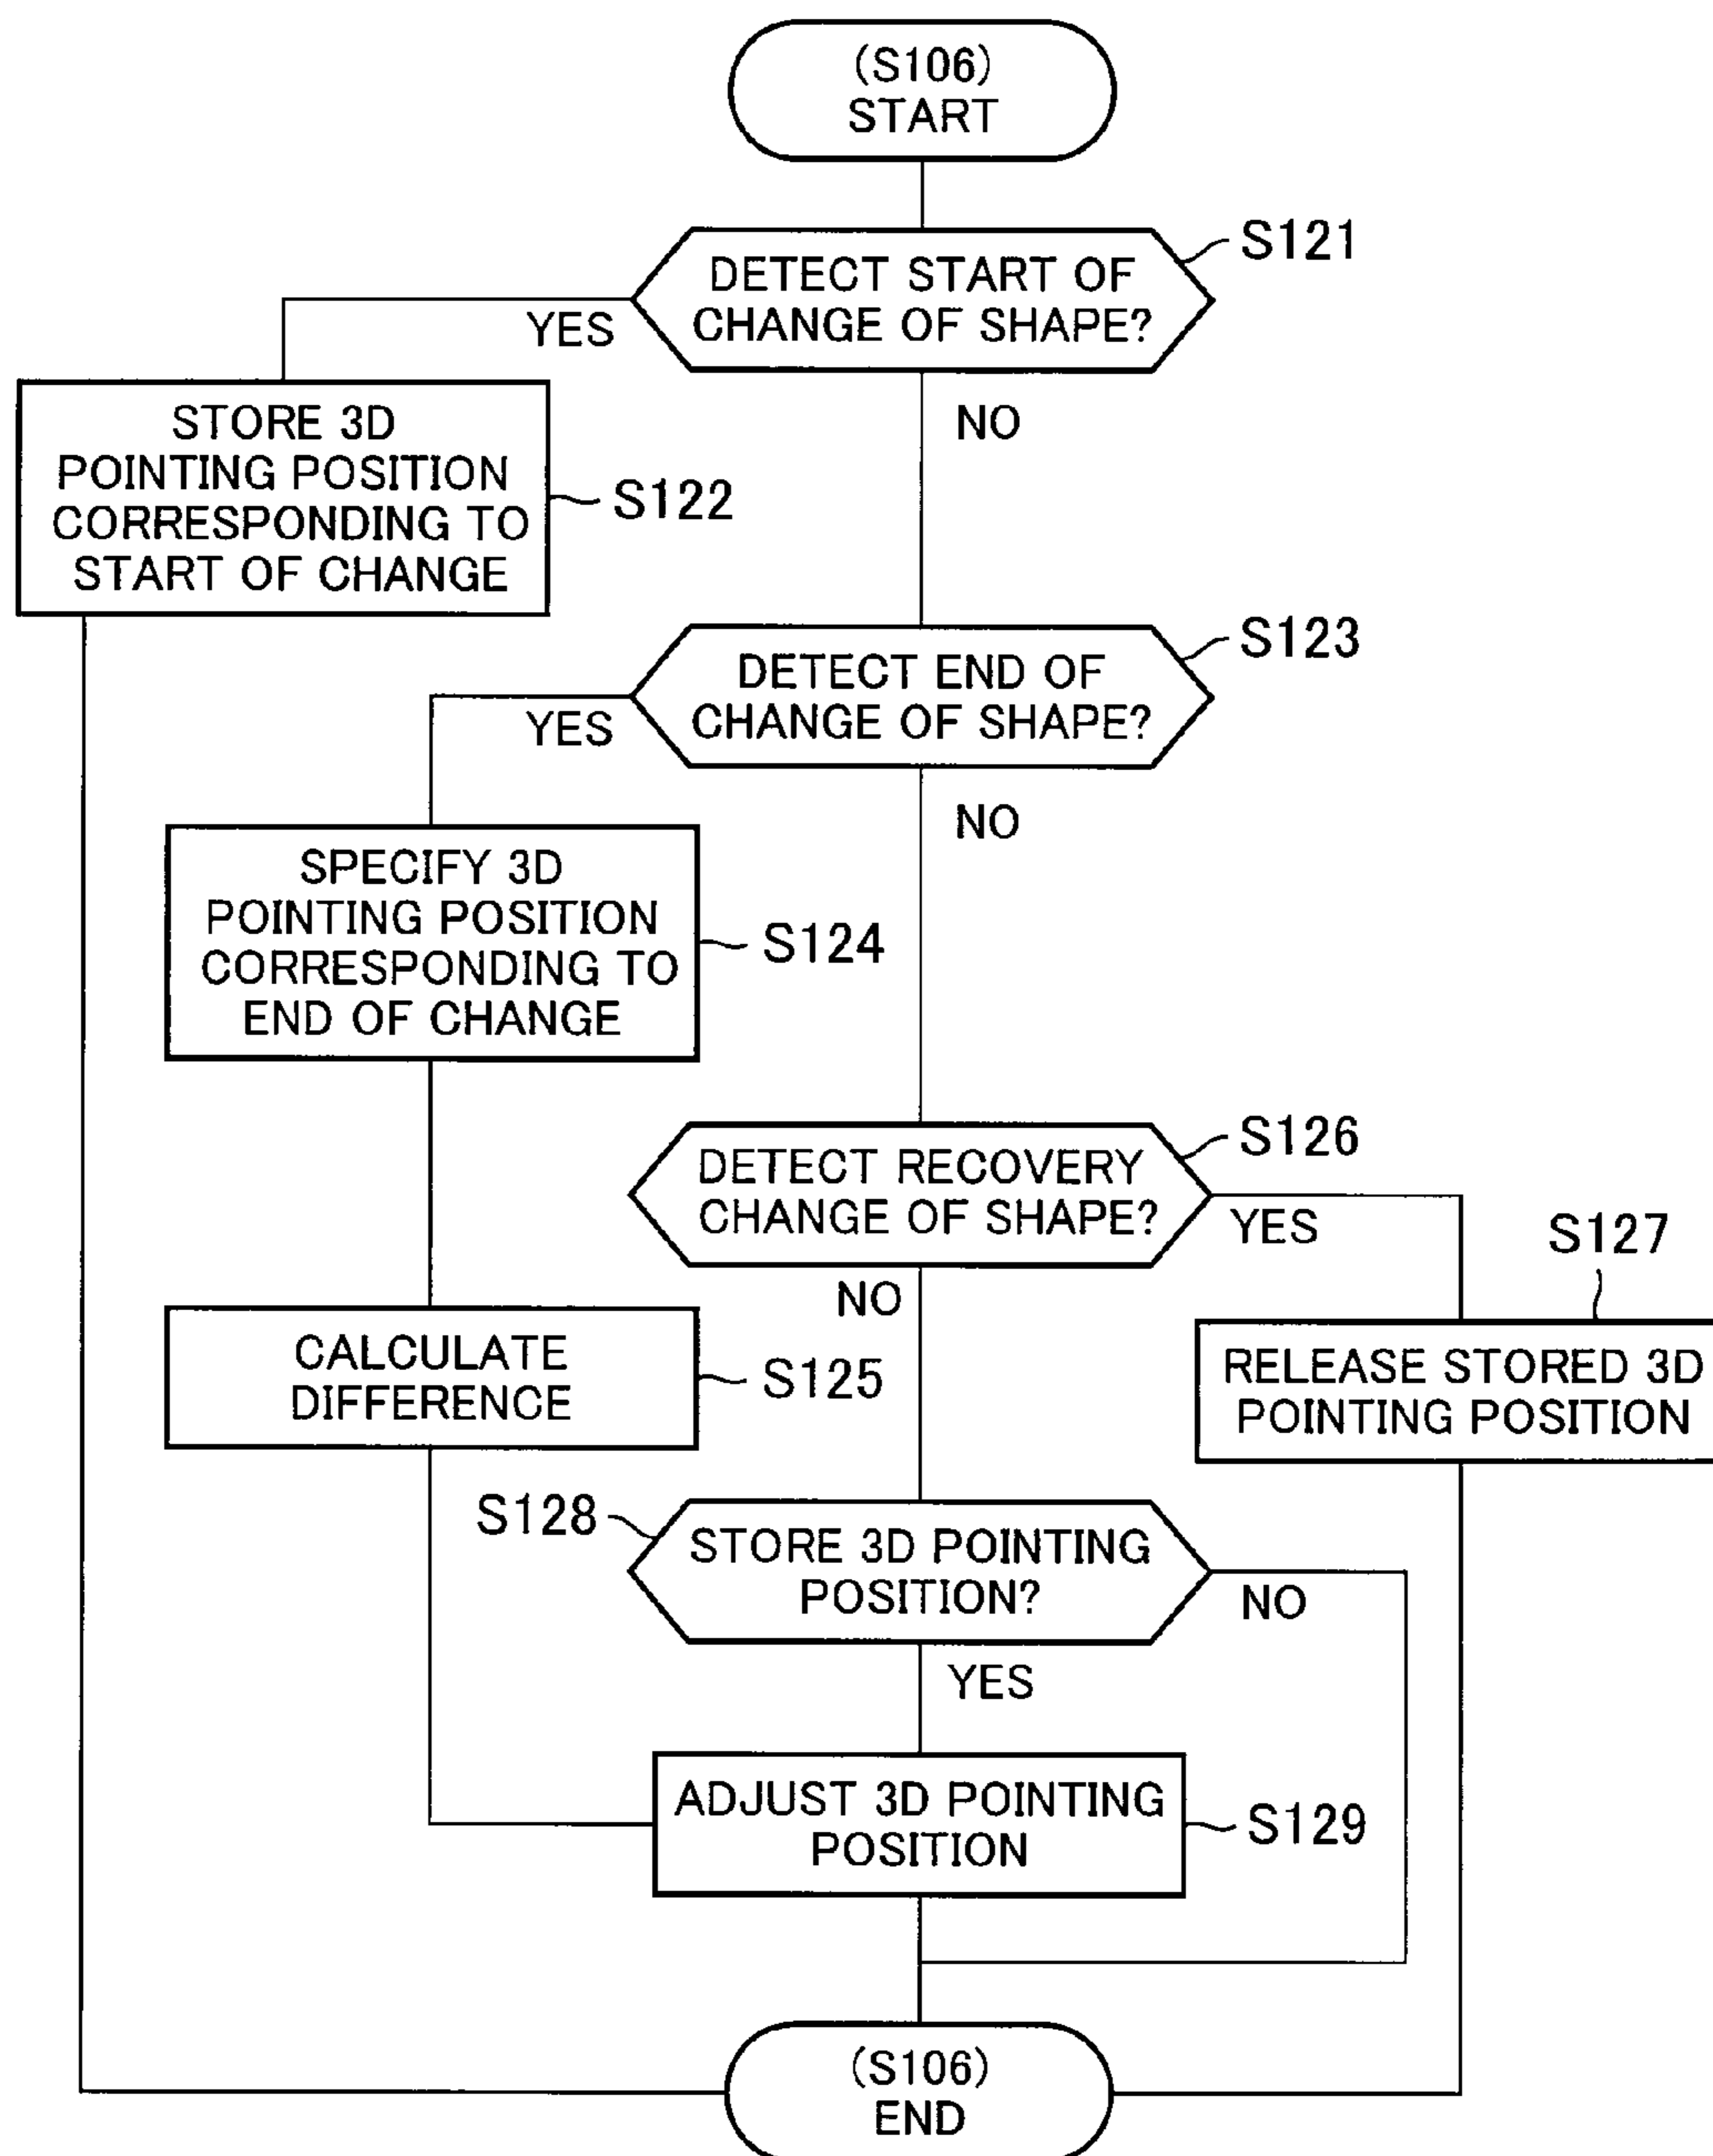 (S106)
START
DETECT START OF
CHANGE OF SHAPE?
S121
YES
NO
STORE 3D
POINTING POSITION
CORRESPONDING TO
START OF CHANGE
S122
DETECT END OF
CHANGE OF SHAPE?
S123
YES
NO
SPECIFY 3D
POINTING POSITION
CORRESPONDING TO
END OF CHANGE
S124
DETECT RECOVERY
CHANGE OF SHAPE?
S126
YES
NO
S127
RELEASE STORED 3D
POINTING POSITION
CALCULATE
DIFFERENCE
S125
S128
STORE 3D POINTING
POSITION?
NO
YES
ADJUST 3D POINTING
POSITION
S129
(S106)
END